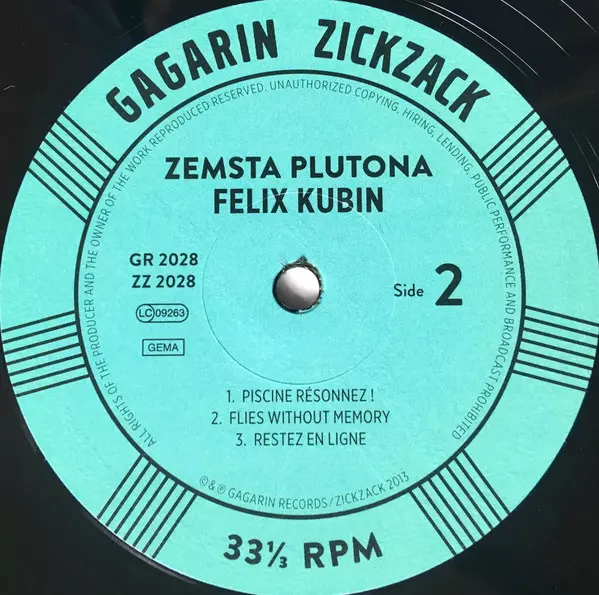 GAGARIN ZICKZACK
ALL RIGHTS OF THE PRODUCER AND THE OWNER OF THE WORK REPRODUCED RESERVED. UNAUTHORIZED COPYING, HIRING, LENDING, PUBLIC PERFORMANCE AND BROADCAST PROHIBITED
ZEMSTA PLUTONA
FELIX KUBIN
GR 2028
ZZ 2028
LC 09263
GEMA
Side 2
1. PISCINE RÉSONNEZ !
2. FLIES WITHOUT MEMORY
3. RESTEZ EN LIGNE
©&℗ GAGARIN RECORDS / ZICKZACK 2013
33⅓ RPM